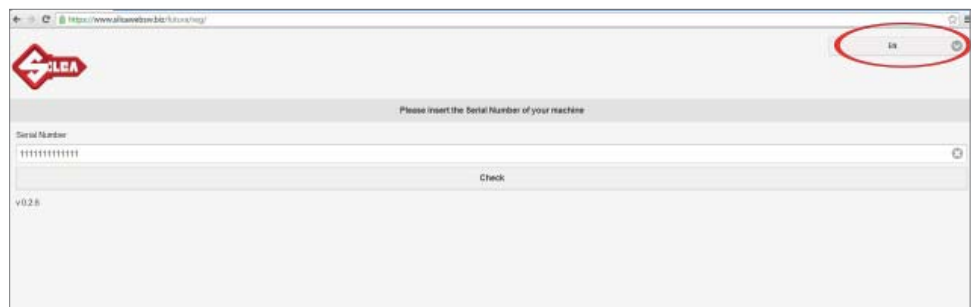 https://www.silcawebsw.biz/futura/reg/
EN
SILCA
Please insert the Serial Number of your machine
Serial Number
1111111111111
Check
v 0.2.6